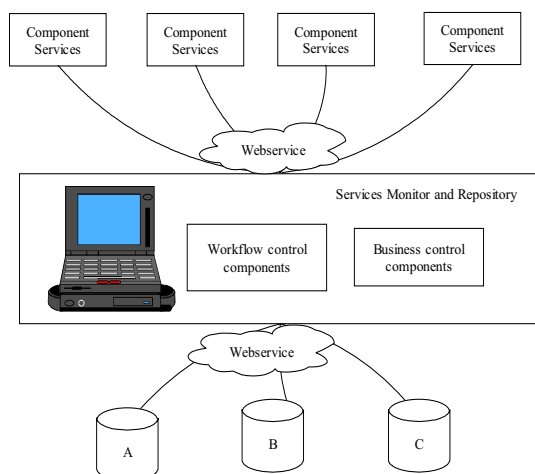 Component
Services
Component
Services
Component
Services
Component
Services
Webservice
Services Monitor and Repository
Workflow control
components
Business control
components
Webservice
A
B
C